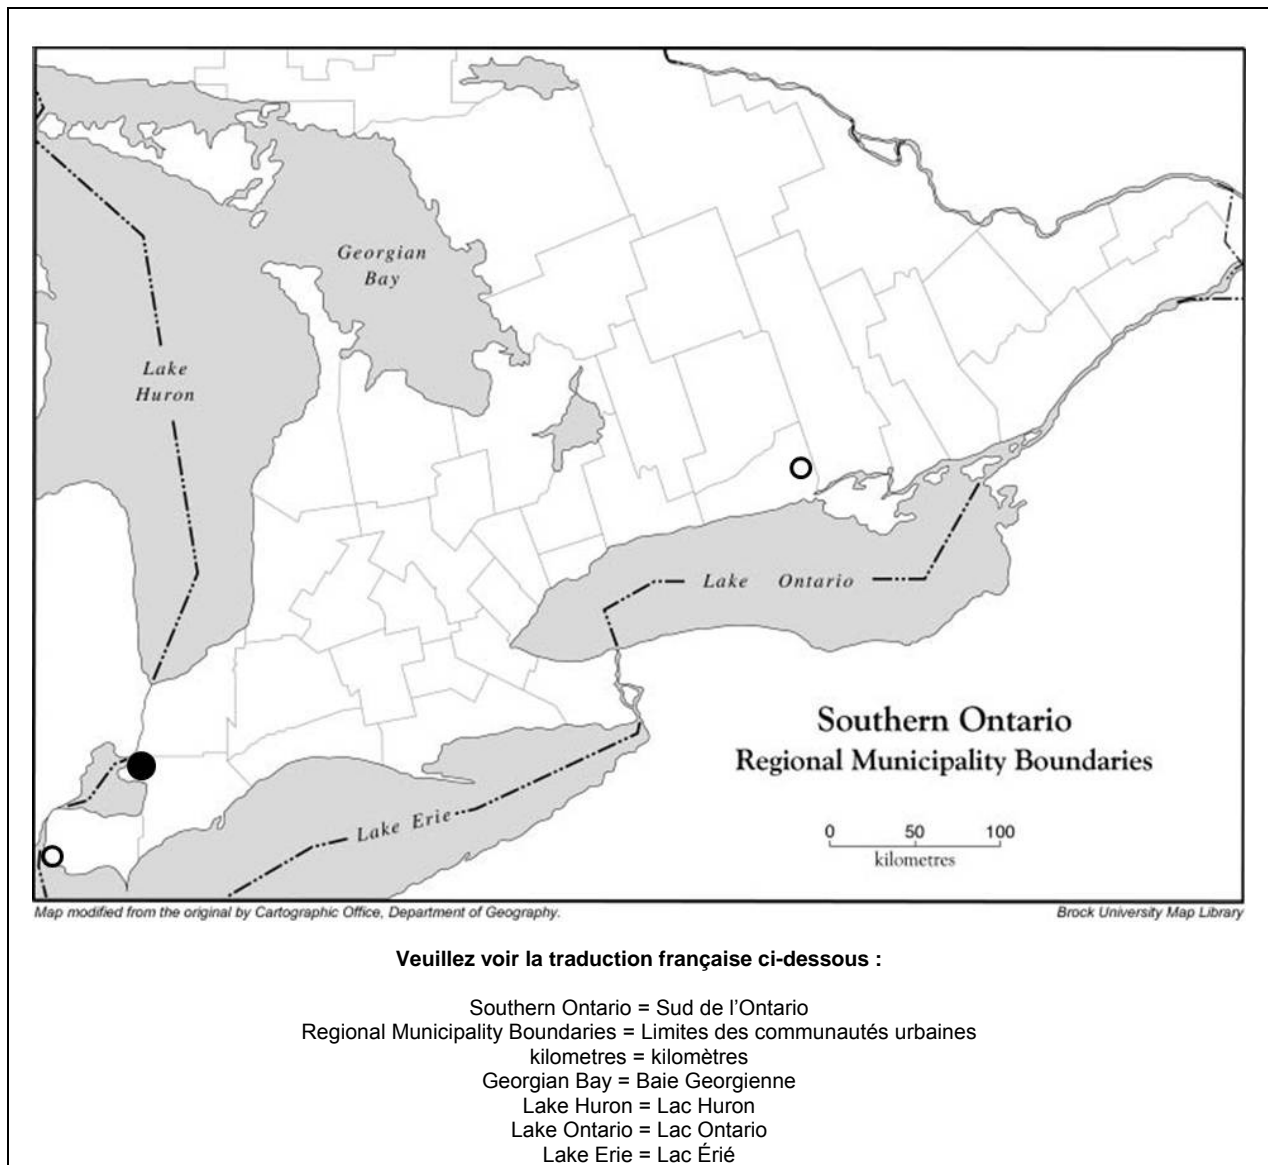 Georgian
Bay
Lake
Huron
Lake Ontario
Southern Ontario
Regional Municipality Boundaries
0 50 100
kilometres
Lake Erie
Map modified from the original by Cartographic Office, Department of Geography.
Brock University Map Library
Veuillez voir la traduction française ci-dessous :
Southern Ontario = Sud de l’Ontario
Regional Municipality Boundaries = Limites des communautés urbaines
kilometres = kilomètres
Georgian Bay = Baie Georgienne
Lake Huron = Lac Huron
Lake Ontario = Lac Ontario
Lake Erie = Lac Érié